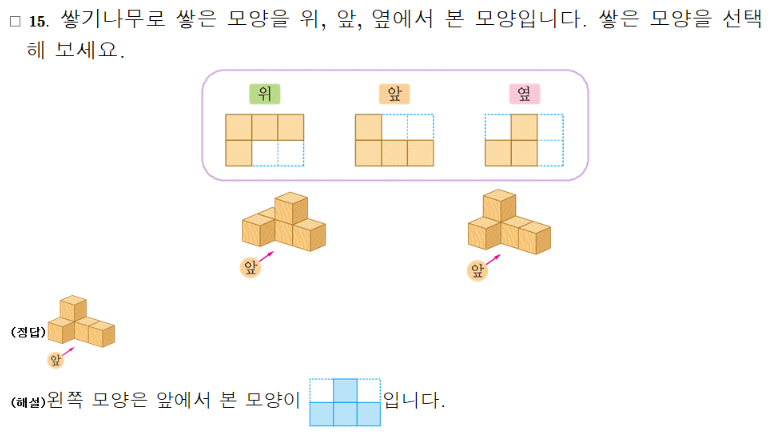 □ 15. 쌓기나무로 쌓은 모양을 위, 앞, 옆에서 본 모양입니다. 쌓은 모양을 선택
헤 보세요.
위 앞 옆
앞 앞
(정답)
앞
(해설)왼쪽 모양은 앞에서 본 모양이 입니다.